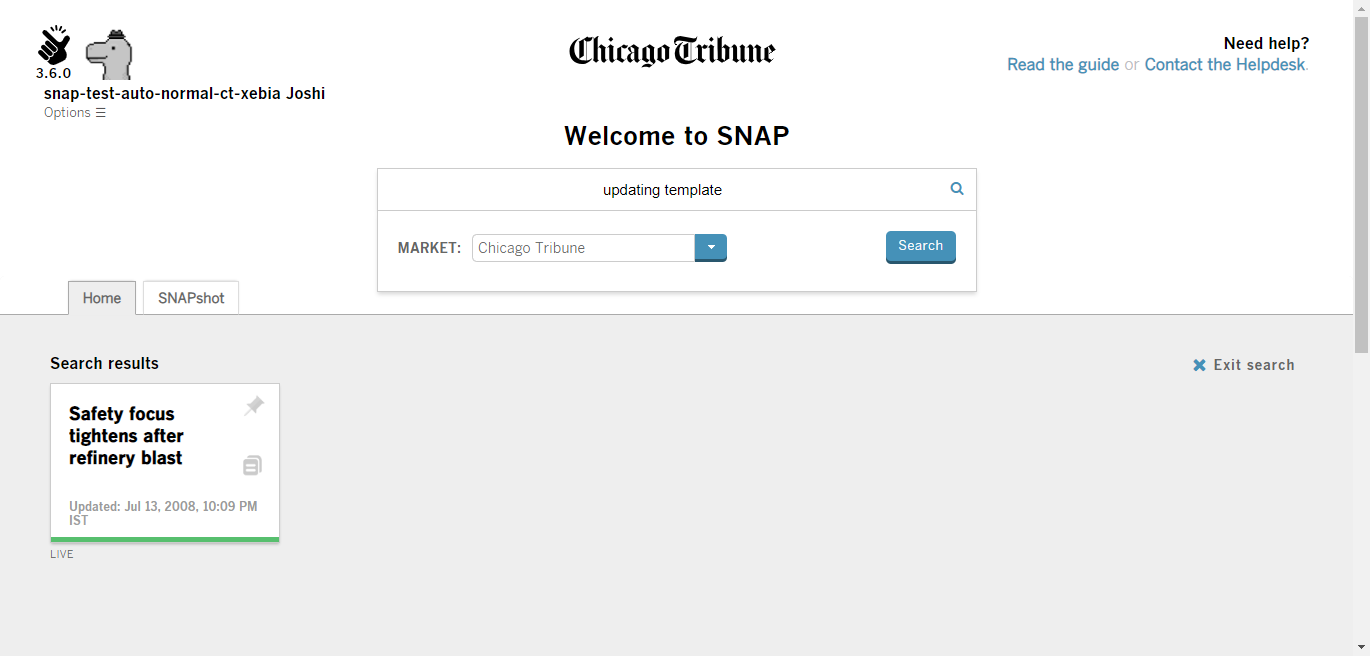 3.6.0
snap-test-auto-normal-ct-xebia Joshi
Options ☰
Chicago Tribune
Need help?
Read the guide or Contact the Helpdesk.
Welcome to SNAP
updating template
MARKET: Chicago Tribune Search
Home SNAPshot
Search results
Exit search
Safety focus
tightens after
refinery blast
Updated: Jul 13, 2008, 10:09 PM
IST
LIVE